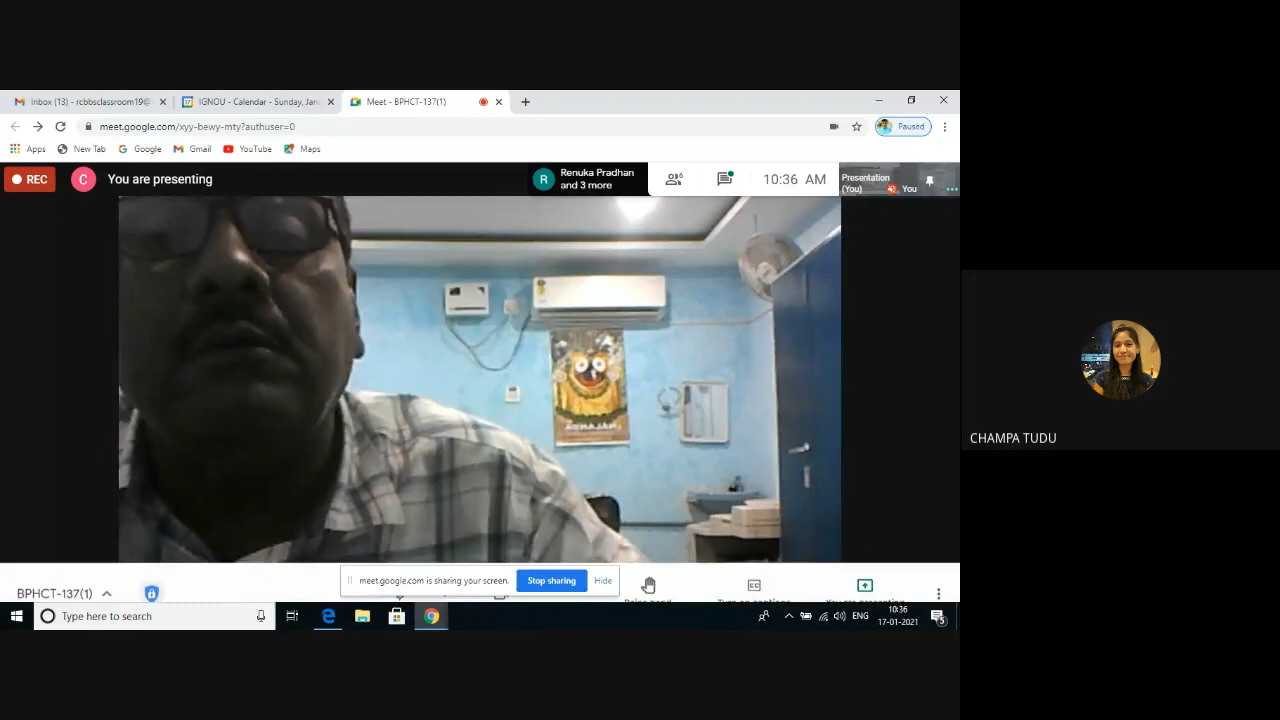 Inbox (13) - rcbbsclassroom19@
IGNOU - Calendar - Sunday, Jan
Meet - BPHCT-137(1)
meet.google.com/xyy-bewy-mty?authuser=0
Paused
Apps New Tab Google Gmail YouTube Maps
REC
C
You are presenting
R
Renuka Pradhan
and 3 more
10:36 AM
Presentation
(You)
You
CHAMPA TUDU
meet.google.com is sharing your screen.
Stop sharing
Hide
BPHCT-137(1)
Type here to search
ENG
10:36
17-01-2021
5